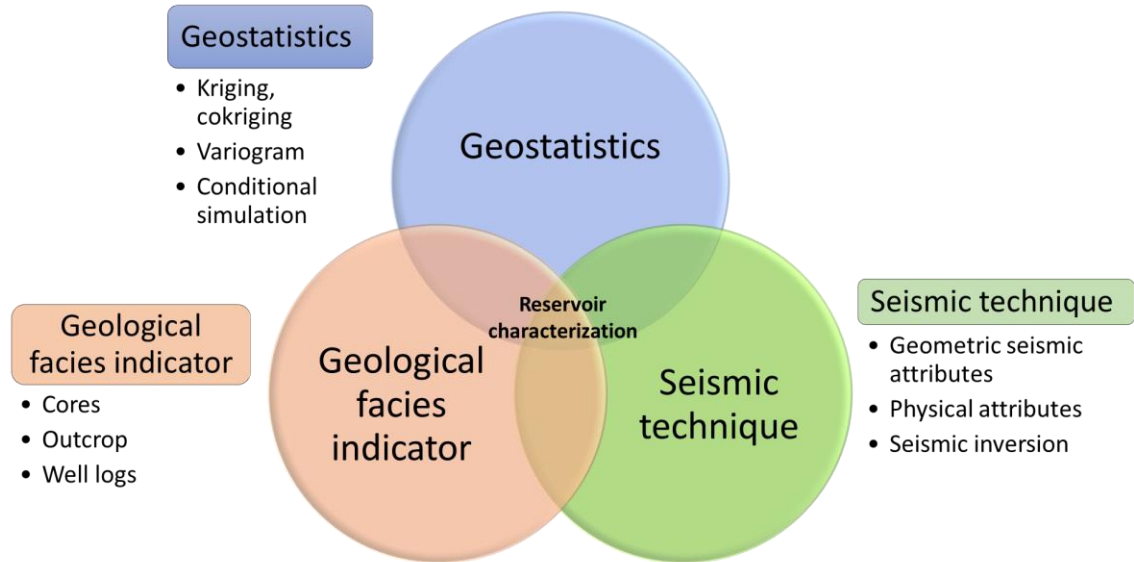 Geostatistics
• Kriging,
cokriging
• Variogram
• Conditional
simulation
Geostatistics
Geological
facies indicator
• Cores
• Outcrop
• Well logs
Reservoir
characterization
Geological
facies
indicator
Seismic
technique
Seismic technique
• Geometric seismic
attributes
• Physical attributes
• Seismic inversion